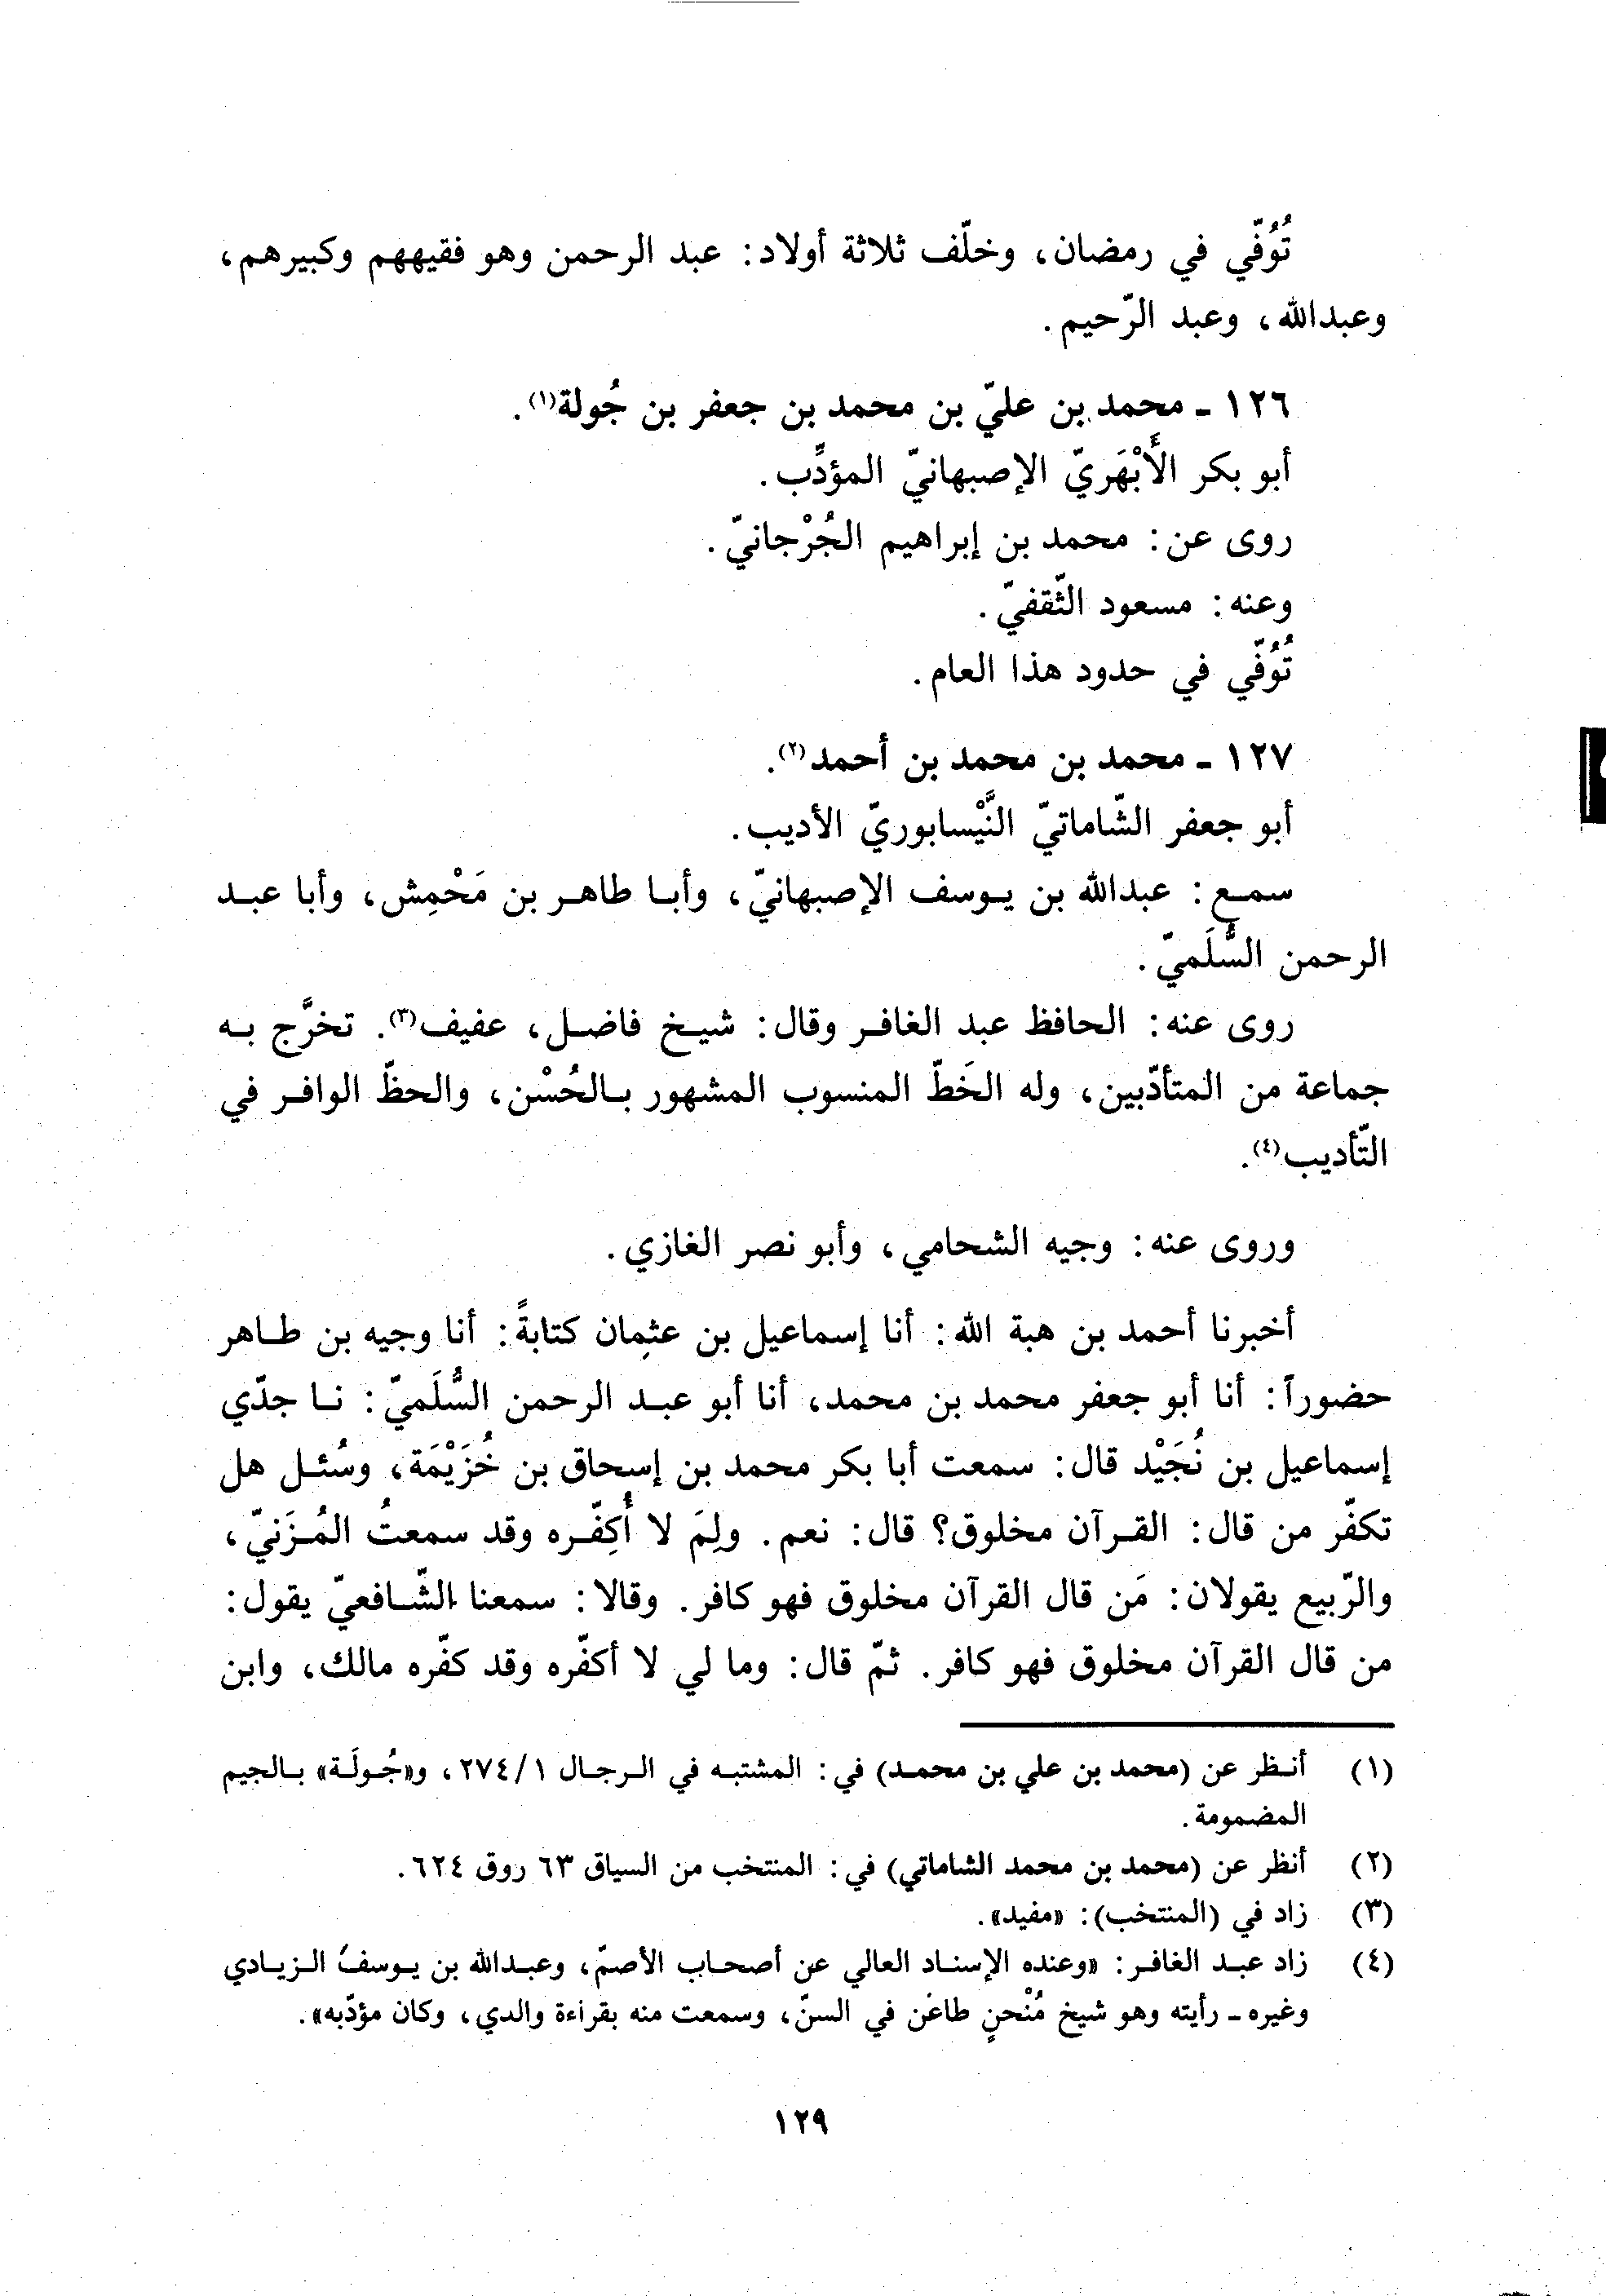 تُوُفّي في رمضان، وخلّف ثلاثة أولاد: عبد الرحمن وهو فقيههم وكبيرهم،
وعبدالله، وعبد الرّحيم.
١٢٦ ـ محمد بن عليّ بن محمد بن جعفر بن جُولة(١).
أبو بكر الأَبْهَريّ الإصبهانيّ المؤدِّب.
روى عن: محمد بن إبراهيم الجُرْجانيّ.
وعنه: مسعود الثّقفيّ.
تُوُفّي في حدود هذا العام.
١٢٧ ـ محمد بن محمد بن أحمد(٢).
أبو جعفر الشّاماتيّ النَّيْسابوريّ الأديب.
سمع: عبدالله بن يوسف الإصبهانيّ، وأبا طاهر بن مَحْمِش، وأبا عبد
الرحمن السُّلَميّ.
روى عنه: الحافظ عبد الغافر وقال: شيخ فاضل، عفيف(٣). تخرَّج به
جماعة من المتأدّبين، وله الخَطّ المنسوب المشهور بالحُسْن، والحظّ الوافر في
التّأديب(٤).
وروى عنه: وجيه الشحامي، وأبو نصر الغازي.
أخبرنا أحمد بن هبة الله: أنا إسماعيل بن عثمان كتابةً: أنا وجيه بن طاهر
حضوراً: أنا أبو جعفر محمد بن محمد، أنا أبو عبد الرحمن السُّلَميّ: نا جدّي
إسماعيل بن نُجَيْد قال: سمعت أبا بكر محمد بن إسحاق بن خُزَيْمَة، وسُئل هل
تكفّر من قال: القرآن مخلوق؟ قال: نعم. ولِمَ لا أُكِفّره وقد سمعتُ المُزَنيّ،
والرّبيع يقولان: مَن قال القرآن مخلوق فهو كافر. وقالا: سمعنا الشّافعيّ يقول:
من قال القرآن مخلوق فهو كافر. ثمّ قال: وما لي لا أكفّره وقد كفّره مالك، وابن
(١) أنظر عن (محمد بن علي بن محمد) في: المشتبه في الرجال ٢٧٤/١، و«جُولَة» بالجيم
المضمومة.
(٢) أنظر عن (محمد بن محمد الشاماتي) في: المنتخب من السياق ٦٣ روق ٦٢٤.
(٣) زاد في (المنتخب): «مفيد».
(٤) زاد عبد الغافر: «وعنده الإسناد العالي عن أصحاب الأصمّ، وعبدالله بن يوسف الزيادي
وغيره ـ رأيته وهو شيخ مُنْحنٍ طاعَن في السنّ، وسمعت منه بقراءة والدي، وكان مؤدّبه».
١٢٩